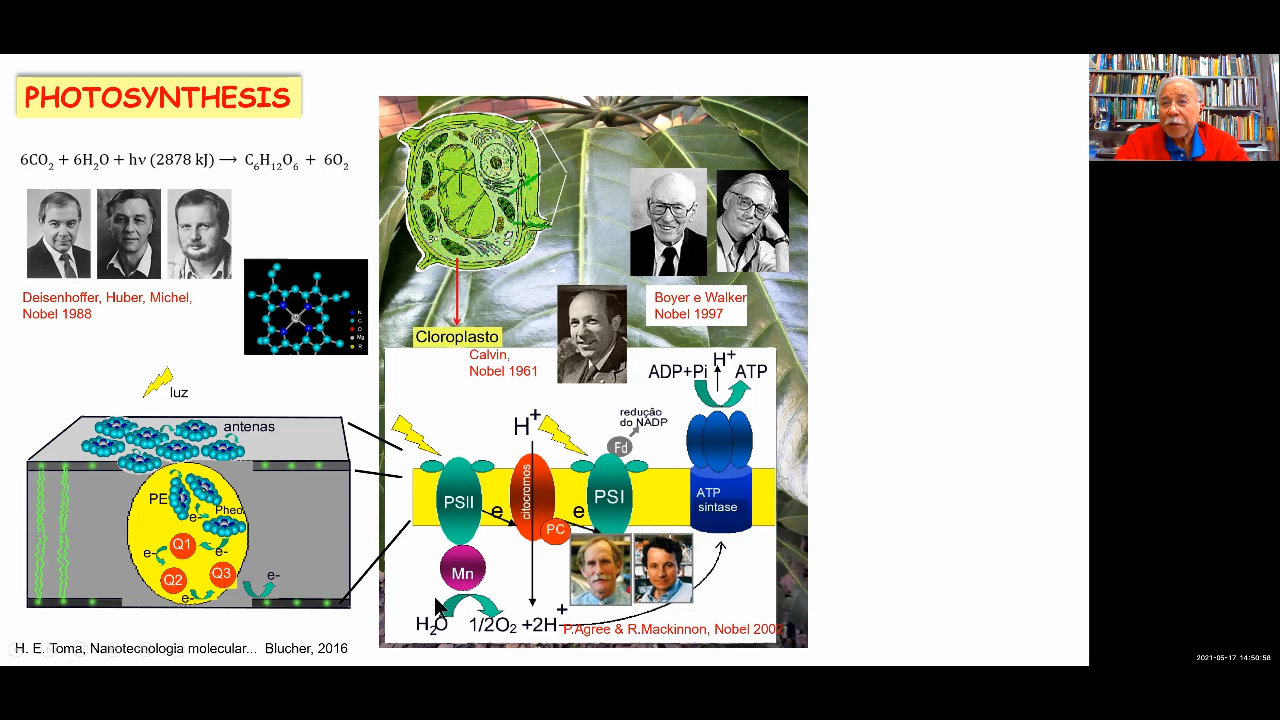 PHOTOSYNTHESIS
6CO2 + 6H2O + hν (2878 kJ) ⟶ C6H12O6 + 6O2
Deisenhoffer, Huber, Michel,
Nobel 1988
N
C
O
Mg
R
luz
antenas
PE
Pheo
e-
Q1
e-
e-
Q2
Q3
e-
e-
H. E. Toma, Nanotecnologia molecular... Blucher, 2016
Boyer e Walker
Nobel 1997
Cloroplasto
Calvin,
Nobel 1961
H+
ADP+Pi
ATP
H+
redução
do NADP
Fd
PSII
citocromos
PSI
ATP
sintase
e
e
PC
Mn
H2O
1/2O2 +2H+
P.Agree & R.Mackinnon, Nobel 2002
2021-05-17 14:50:58